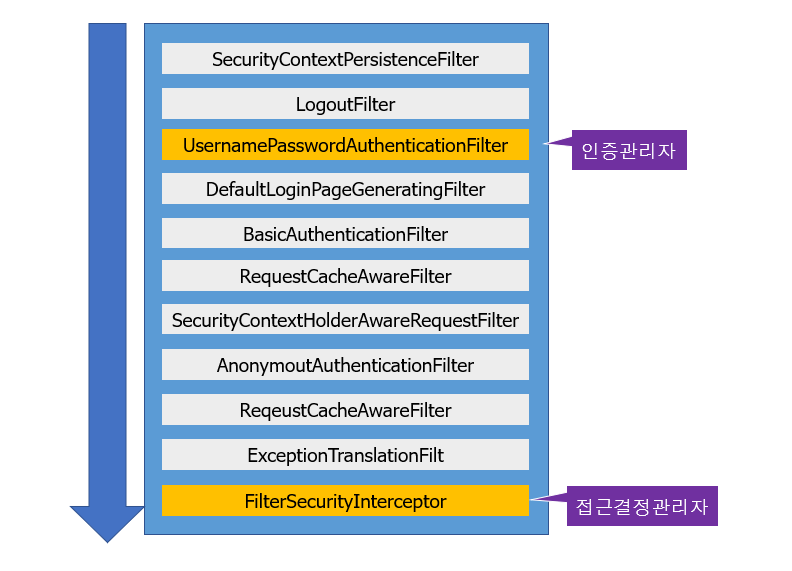 SecurityContextPersistenceFilter
LogoutFilter
UsernamePasswordAuthenticationFilter
인증관리자
DefaultLoginPageGeneratingFilter
BasicAuthenticationFilter
RequestCacheAwareFilter
SecurityContextHolderAwareRequestFilter
AnonymoutAuthenticationFilter
ReqeustCacheAwareFilter
ExceptionTranslationFilt
FilterSecurityInterceptor
접근결정관리자